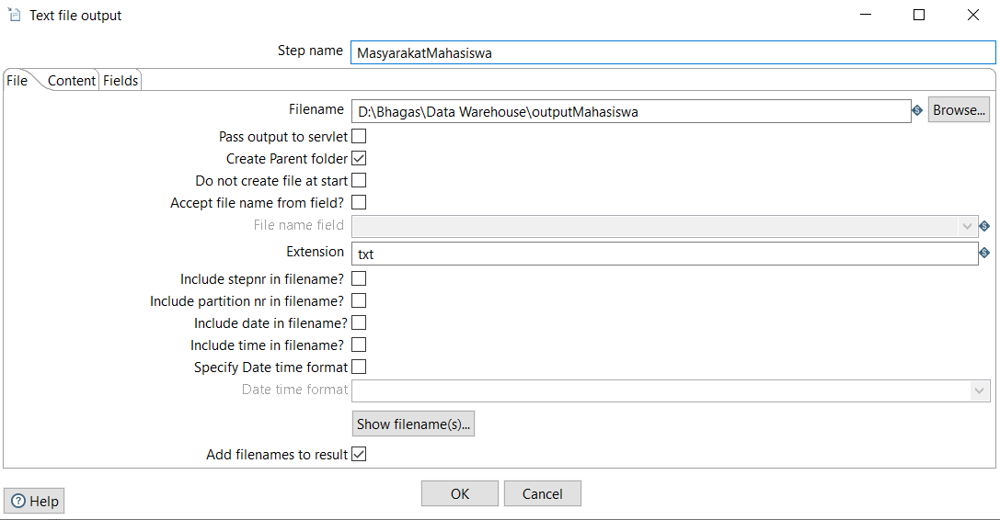 Text file output
Step name MasyarakatMahasiswa
File Content Fields
Filename D:\Bhagas\Data Warehouse\outputMahasiswa Browse...
Pass output to servlet
Create Parent folder
Do not create file at start
Accept file name from field?
File name field
Extension txt
Include stepnr in filename?
Include partition nr in filename?
Include date in filename?
Include time in filename?
Specify Date time format
Date time format
Show filename(s)...
Add filenames to result
OK Cancel
Help